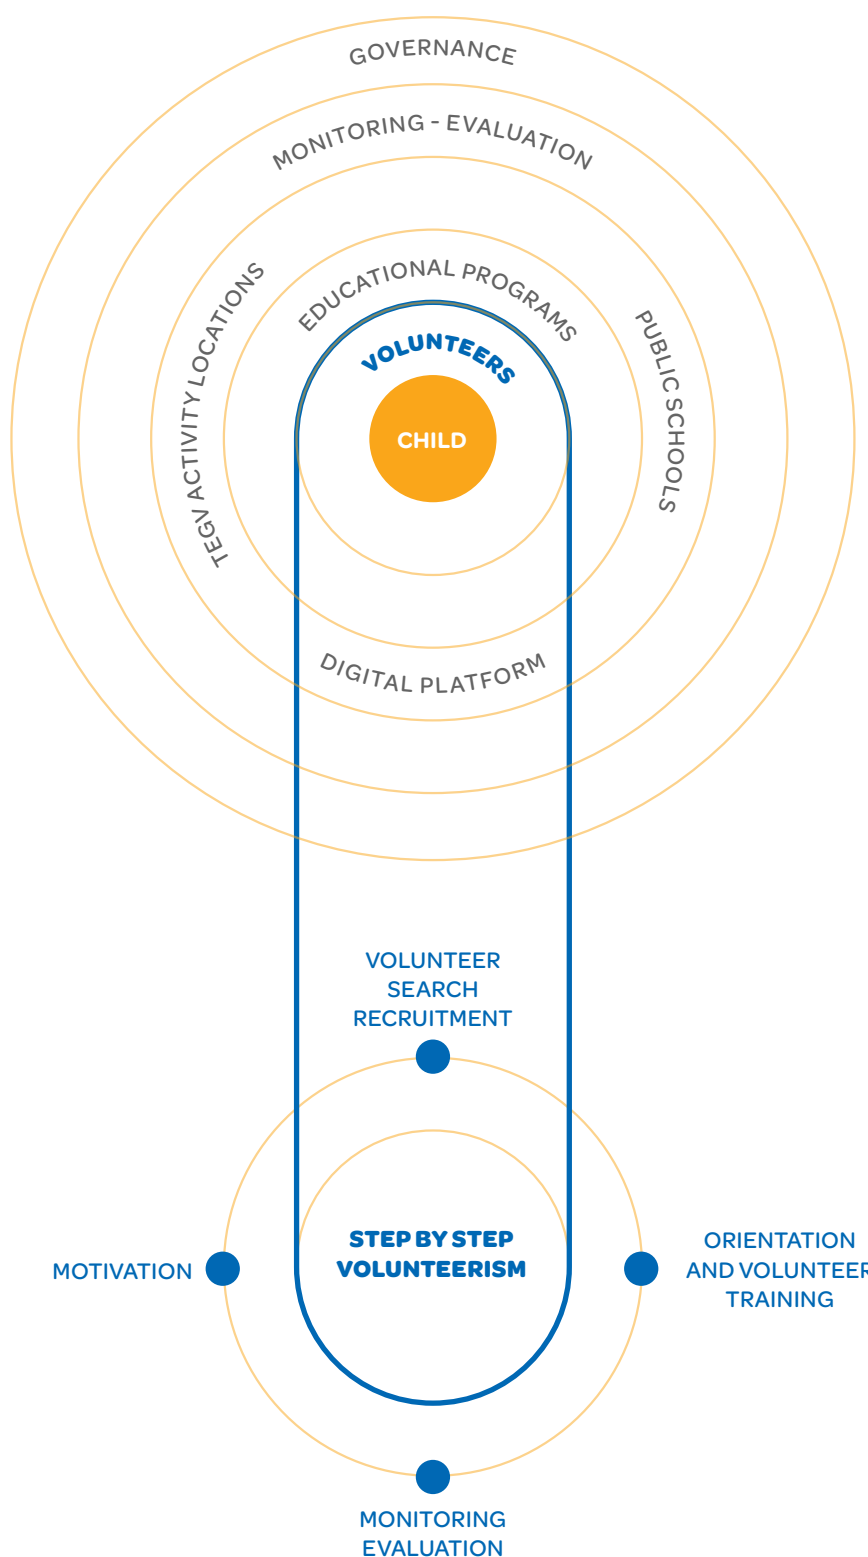 GOVERNANCE
MONITORING - EVALUATION
TEGV ACTIVITY LOCATIONS
EDUCATIONAL PROGRAMS
PUBLIC SCHOOLS
VOLUNTEERS
CHILD
DIGITAL PLATFORM
VOLUNTEER
SEARCH
RECRUITMENT
STEP BY STEP
VOLUNTEERISM
MOTIVATION
ORIENTATION
AND VOLUNTEER
TRAINING
MONITORING
EVALUATION